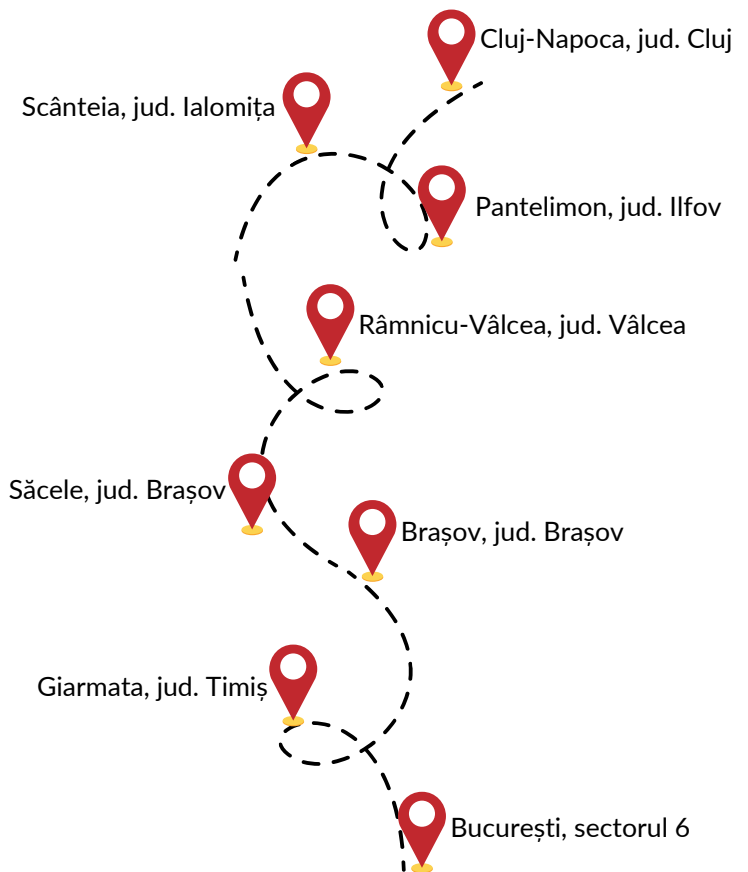 Cluj-Napoca, jud. Cluj
Scânteia, jud. Ialomița
Pantelimon, jud. Ilfov
Râmnicu-Vâlcea, jud. Vâlcea
Săcele, jud. Brașov
Brașov, jud. Brașov
Giarmata, jud. Timiș
București, sectorul 6